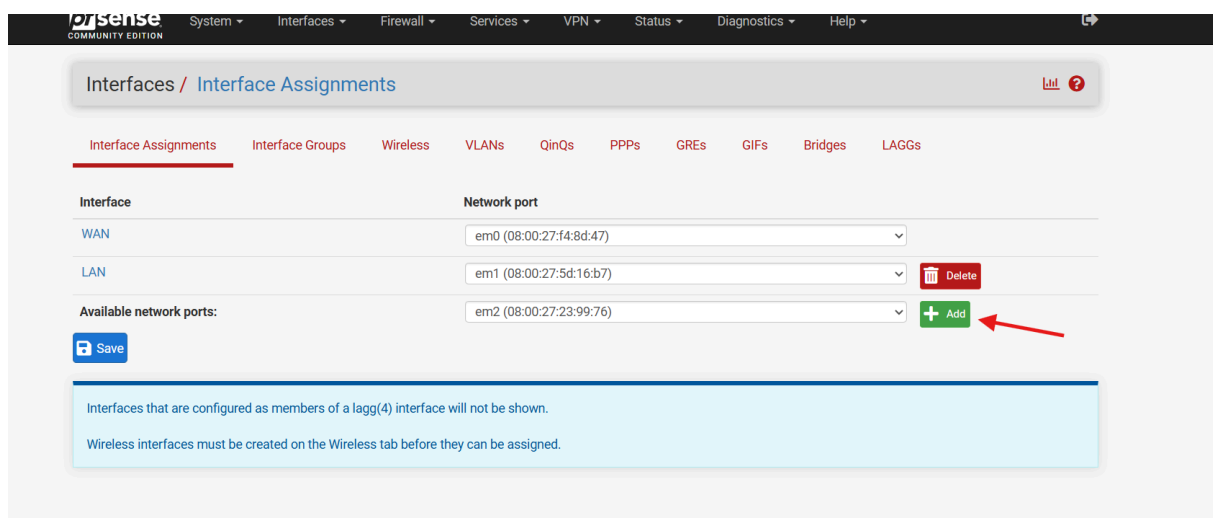 pfsense
COMMUNITY EDITION
System Interfaces Firewall Services VPN Status Diagnostics Help
Interfaces / Interface Assignments
Interface Assignments Interface Groups Wireless VLANs QinQs PPPs GREs GIFs Bridges LAGGs
Interface Network port
WAN em0 (08:00:27:f4:8d:47)
LAN em1 (08:00:27:5d:16:b7) Delete
Available network ports: em2 (08:00:27:23:99:76) Add
Save
Interfaces that are configured as members of a lagg(4) interface will not be shown.
Wireless interfaces must be created on the Wireless tab before they can be assigned.